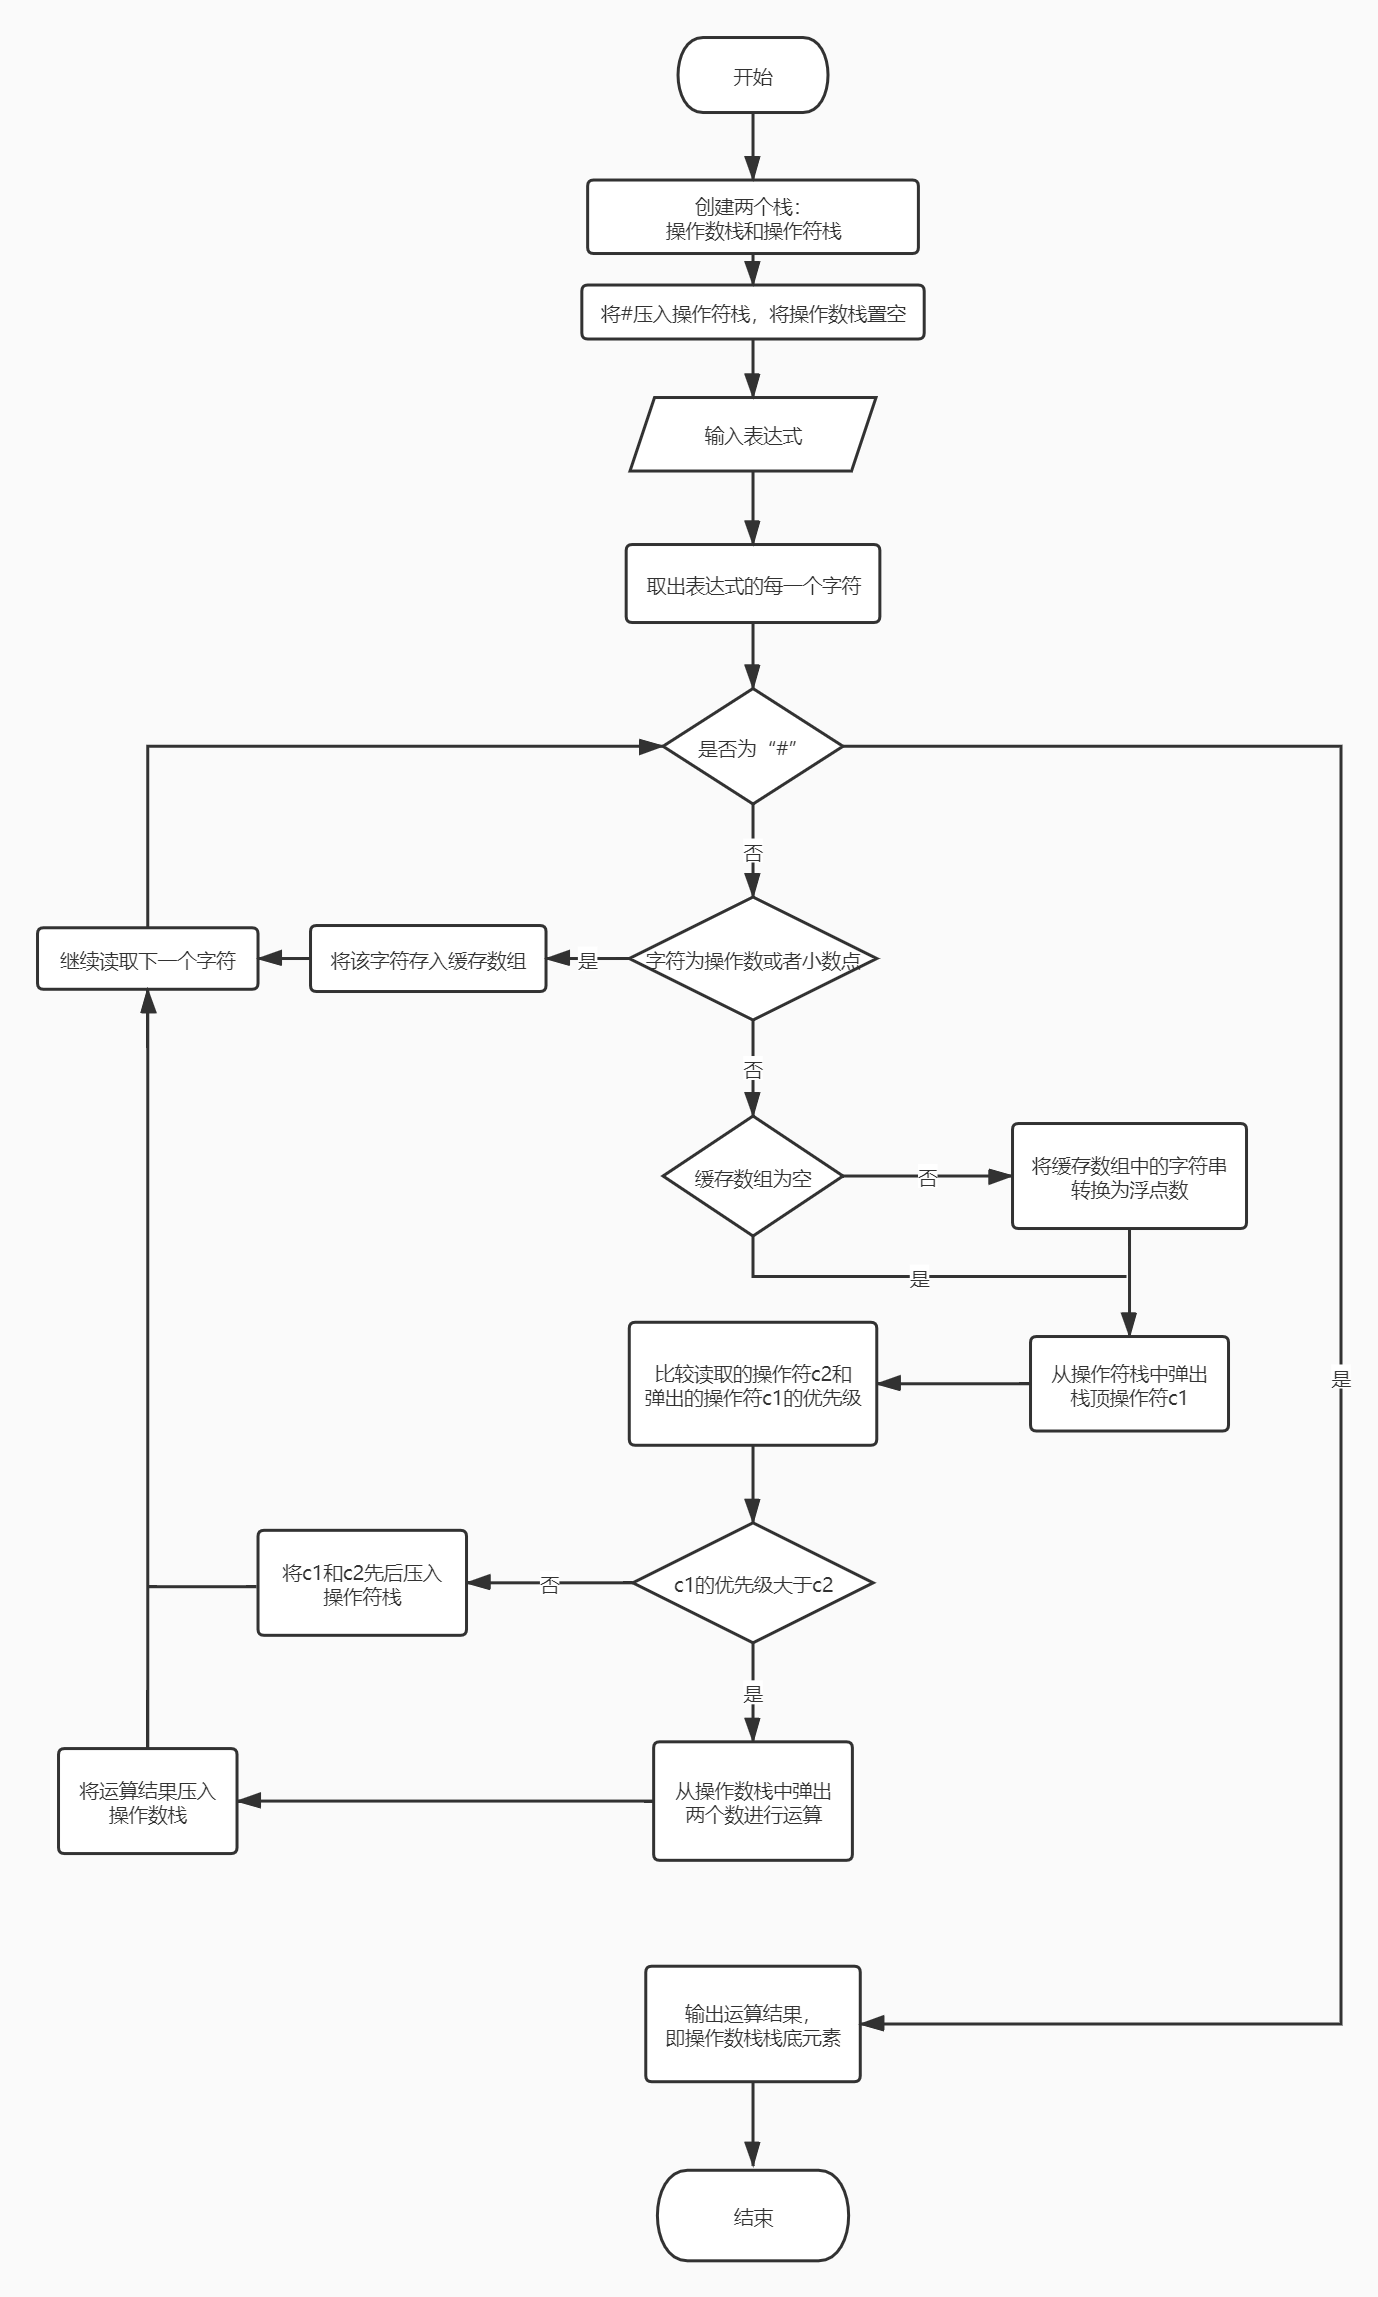 开始
创建两个栈：
操作数栈和操作符栈
将#压入操作符栈，将操作数栈置空
输入表达式
取出表达式的每一个字符
是否为“#”
否
字符为操作数或者小数点
是
将该字符存入缓存数组
继续读取下一个字符
否
缓存数组为空
否
将缓存数组中的字符串
转换为浮点数
是
从操作符栈中弹出
栈顶操作符c1
比较读取的操作符c2和
弹出的操作符c1的优先级
是
c1的优先级大于c2
否
将c1和c2先后压入
操作符栈
是
从操作数栈中弹出
两个数进行运算
将运算结果压入
操作数栈
输出运算结果，
即操作数栈栈底元素
结束